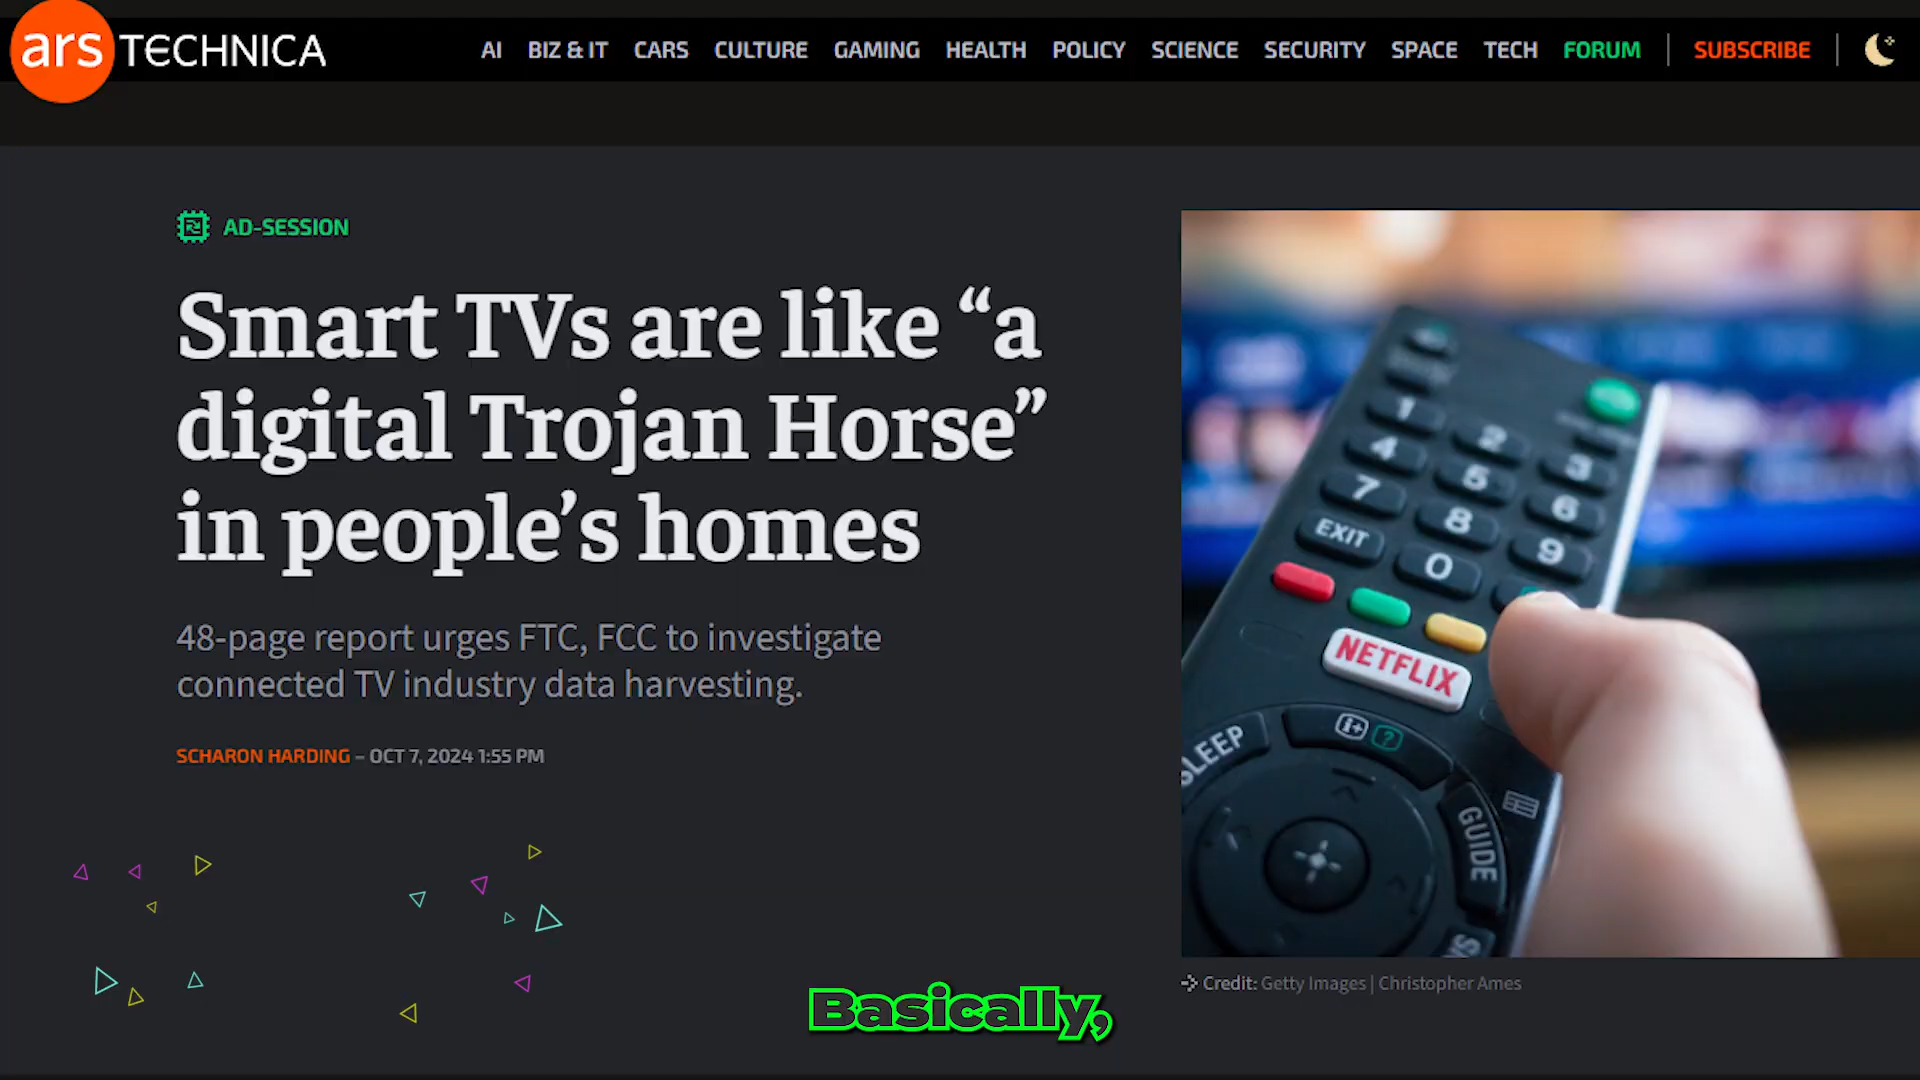 ars TECHNICA
AI BIZ & IT CARS CULTURE GAMING HEALTH POLICY SCIENCE SECURITY SPACE TECH FORUM SUBSCRIBE
AD-SESSION
Smart TVs are like “a
digital Trojan Horse”
in people’s homes
48-page report urges FTC, FCC to investigate
connected TV industry data harvesting.
SCHARON HARDING – OCT 7, 2024 1:55 PM
1 2 3
4 5 6
7 8 9
EXIT 0
NETFLIX
SLEEP i+ ?
GUIDE
Credit: Getty Images | Christopher Ames
Basically,